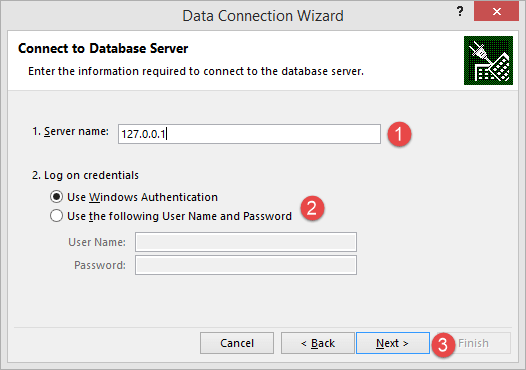 Data Connection Wizard
? ×
Connect to Database Server
Enter the information required to connect to the database server.
1. Server name: 127.0.0.1 1
2. Log on credentials
Use Windows Authentication
Use the following User Name and Password 2
User Name:
Password:
Cancel < Back Next > 3 Finish